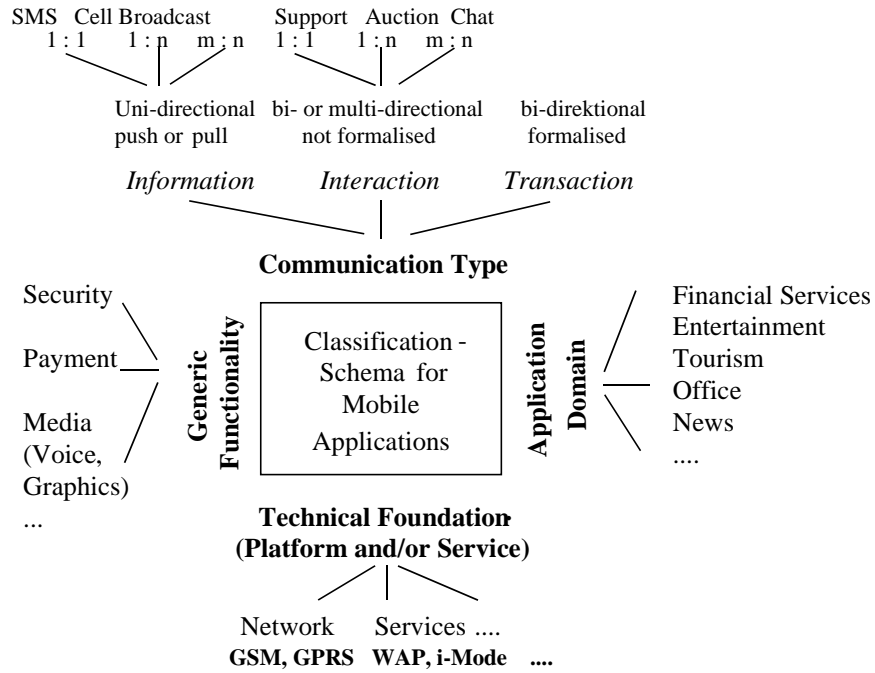 SMS Cell Broadcast
1 : 1 1 : n m : n
Support Auction Chat
1 : 1 1 : n m : n
Uni-directional
push or pull
bi- or multi-directional
not formalised
bi-direktional
formalised
Information Interaction Transaction
Communication Type
Security
Payment
Media
(Voice,
Graphics)
...
Generic
Functionality
Classification -
Schema for
Mobile
Applications
Application
Domain
Financial Services
Entertainment
Tourism
Office
News
....
Technical Foundation
(Platform and/or Service)
Network Services ....
GSM, GPRS WAP, i-Mode ....